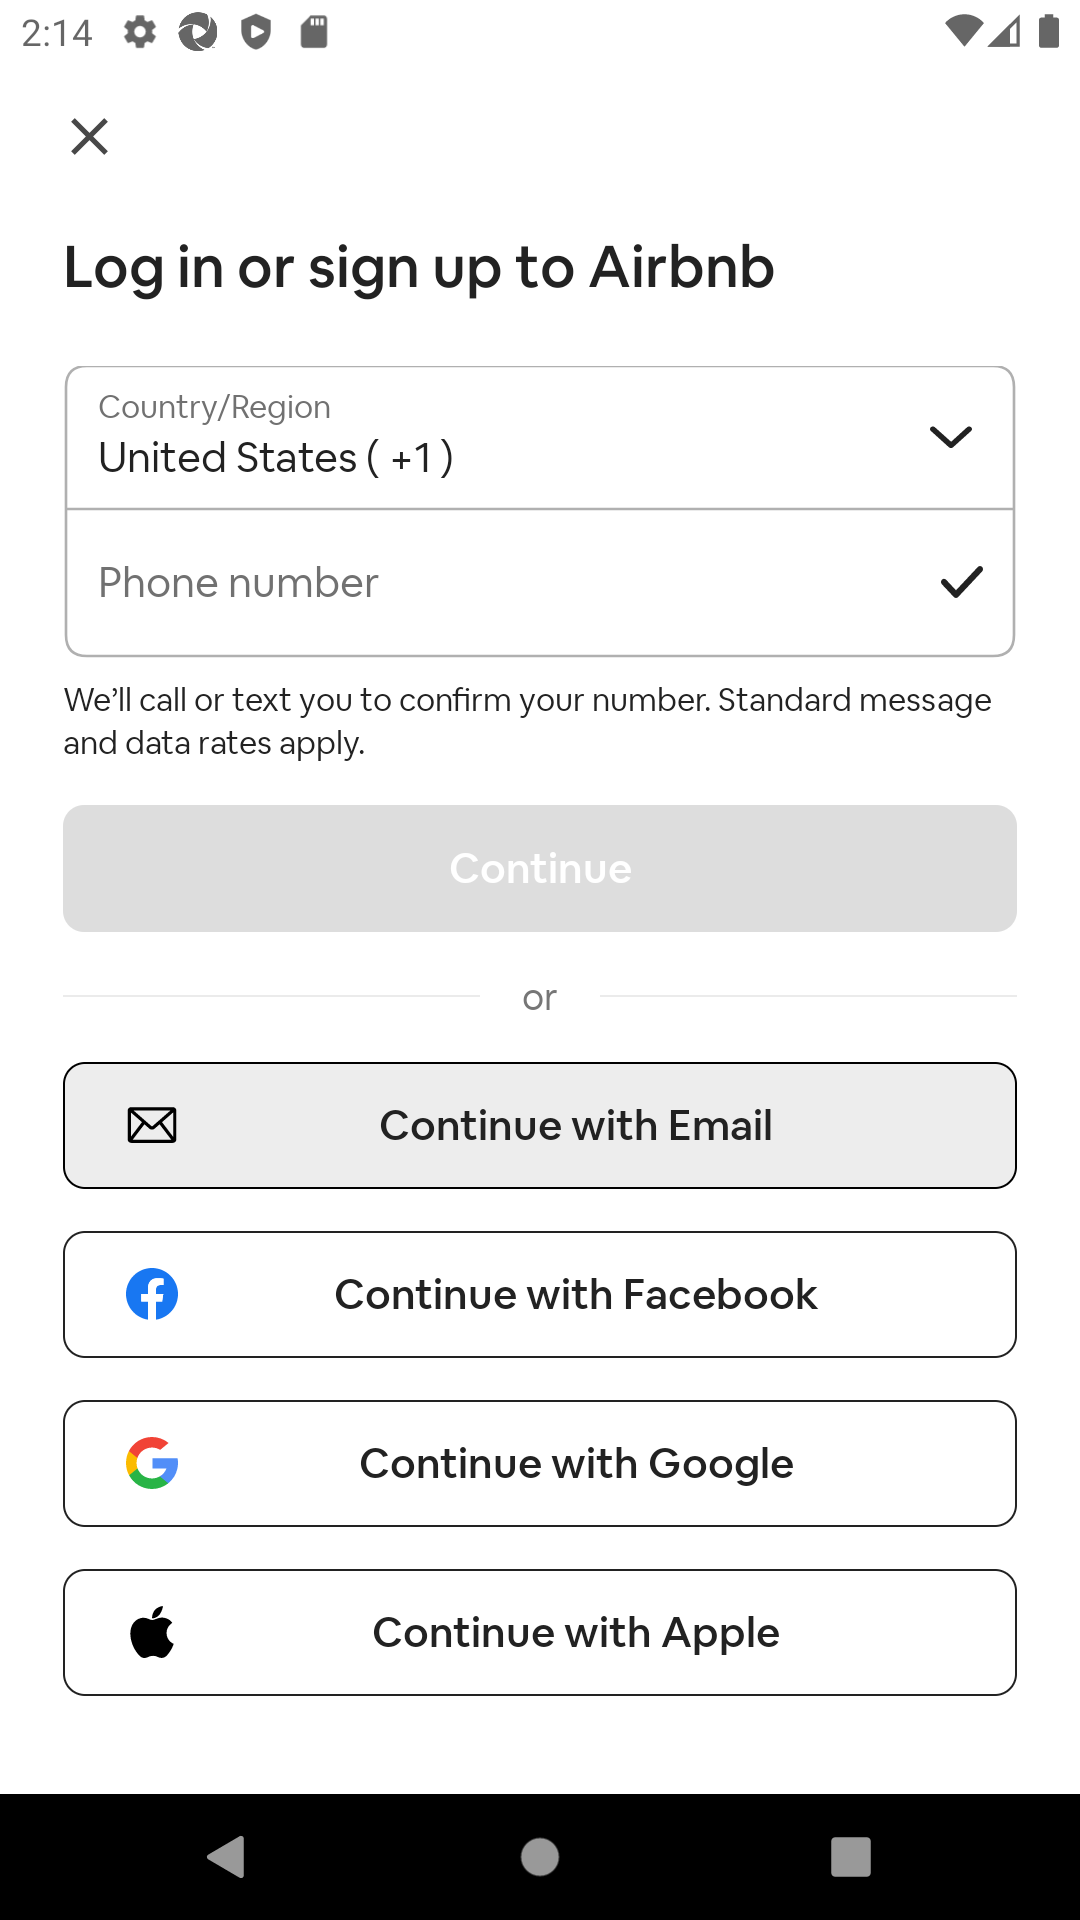 2:14
Log in or sign up to Airbnb
Country/Region
United States ( +1 )
Phone number
We’ll call or text you to confirm your number. Standard message
and data rates apply.
Continue
or
Continue with Email
Continue with Facebook
Continue with Google
Continue with Apple